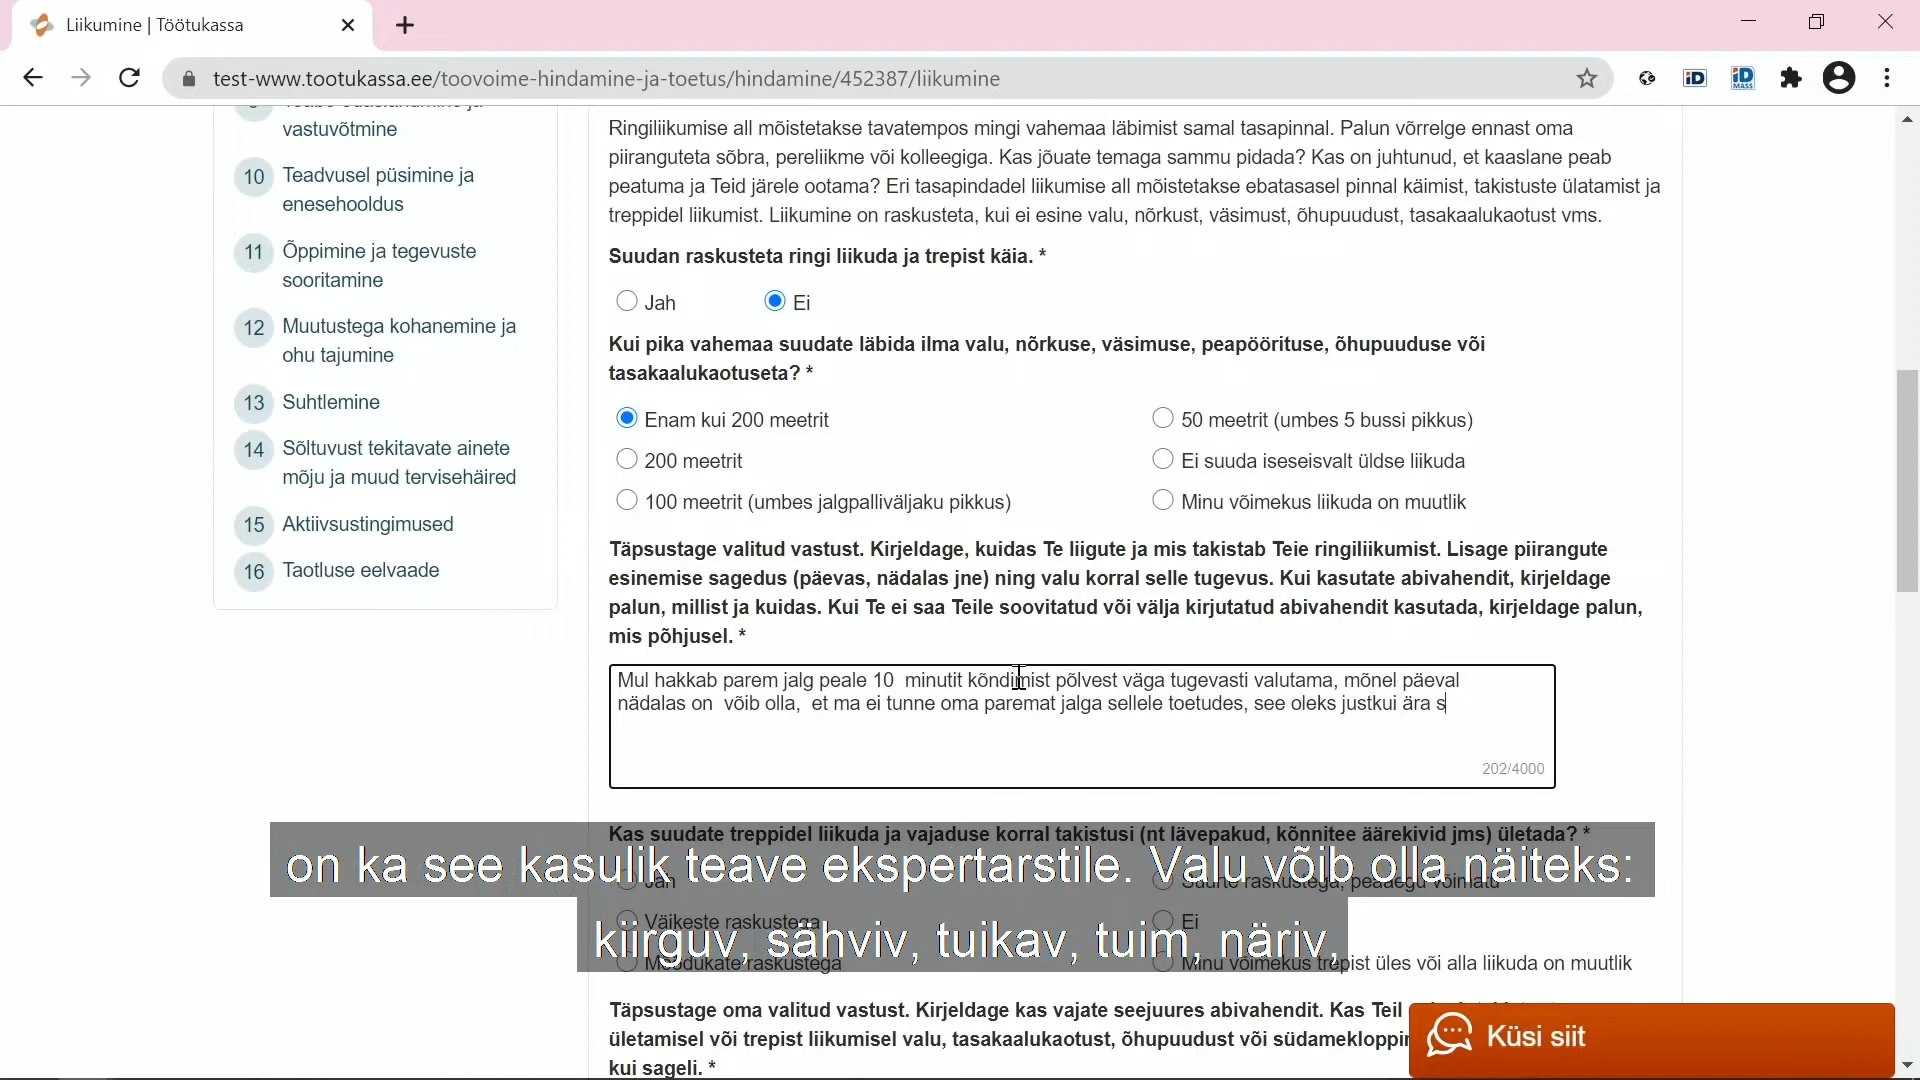 Liikumine | Töötukassa
test-www.tootukassa.ee/toovoime-hindamine-ja-toetus/hindamine/452387/liikumine
vastuvõtmine
10 Teadvusel püsimine ja
enesehooldus
11 Õppimine ja tegevuste
sooritamine
12 Muutustega kohanemine ja
ohu tajumine
13 Suhtlemine
14 Sõltuvust tekitavate ainete
mõju ja muud tervisehäired
15 Aktiivsustingimused
16 Taotluse eelvaade
Ringiliikumise all mõistetakse tavatempos mingi vahemaa läbimist samal tasapinnal. Palun võrrelge ennast oma
piiranguteta sõbra, pereliikme või kolleegiga. Kas jõuate temaga sammu pidada? Kas on juhtunud, et kaaslane peab
peatuma ja Teid järele ootama? Eri tasapindadel liikumise all mõistetakse ebatasasel pinnal käimist, takistuste ülatamist ja
treppidel liikumist. Liikumine on raskusteta, kui ei esine valu, nõrkust, väsimust, õhupuudust, tasakaalukaotust vms.
Suudan raskusteta ringi liikuda ja trepist käia. *
Jah Ei
Kui pika vahemaa suudate läbida ilma valu, nõrkuse, väsimuse, peapöörituse, õhupuuduse või
tasakaalukaotuseta? *
Enam kui 200 meetrit 50 meetrit (umbes 5 bussi pikkus)
200 meetrit Ei suuda iseseisvalt üldse liikuda
100 meetrit (umbes jalgpalliväljaku pikkus) Minu võimekus liikuda on muutlik
Täpsustage valitud vastust. Kirjeldage, kuidas Te liigute ja mis takistab Teie ringiliikumist. Lisage piirangute
esinemise sagedus (päevas, nädalas jne) ning valu korral selle tugevus. Kui kasutate abivahendit, kirjeldage
palun, millist ja kuidas. Kui Te ei saa Teile soovitatud või välja kirjutatud abivahendit kasutada, kirjeldage palun,
mis põhjusel. *
Mul hakkab parem jalg peale 10 minutit kõndimist põlvest väga tugevasti valutama, mõnel päeval
nädalas on võib olla, et ma ei tunne oma paremat jalga sellele toetudes, see oleks justkui ära s
202/4000
Kas suudate treppidel liikuda ja vajaduse korral takistusi (nt lävepakud, kõnnitee äärekivid jms) ületada? *
on ka see kasulik teave ekspertarstile. Valu võib olla näiteks:
Jah Suurte raskustega, peaaegu võimatu
Väikeste raskustega Ei
kiirguv, sähviv, tuikav, tuim, näriv,
Mõõdukate raskustega Minu võimekus trepist üles või alla liikuda on muutlik
Täpsustage oma valitud vastust. Kirjeldage kas vajate seejuures abivahendit. Kas Teil
ületamisel või trepist liikumisel valu, tasakaalukaotust, õhupuudust või
kui sageli. *
Küsi siit